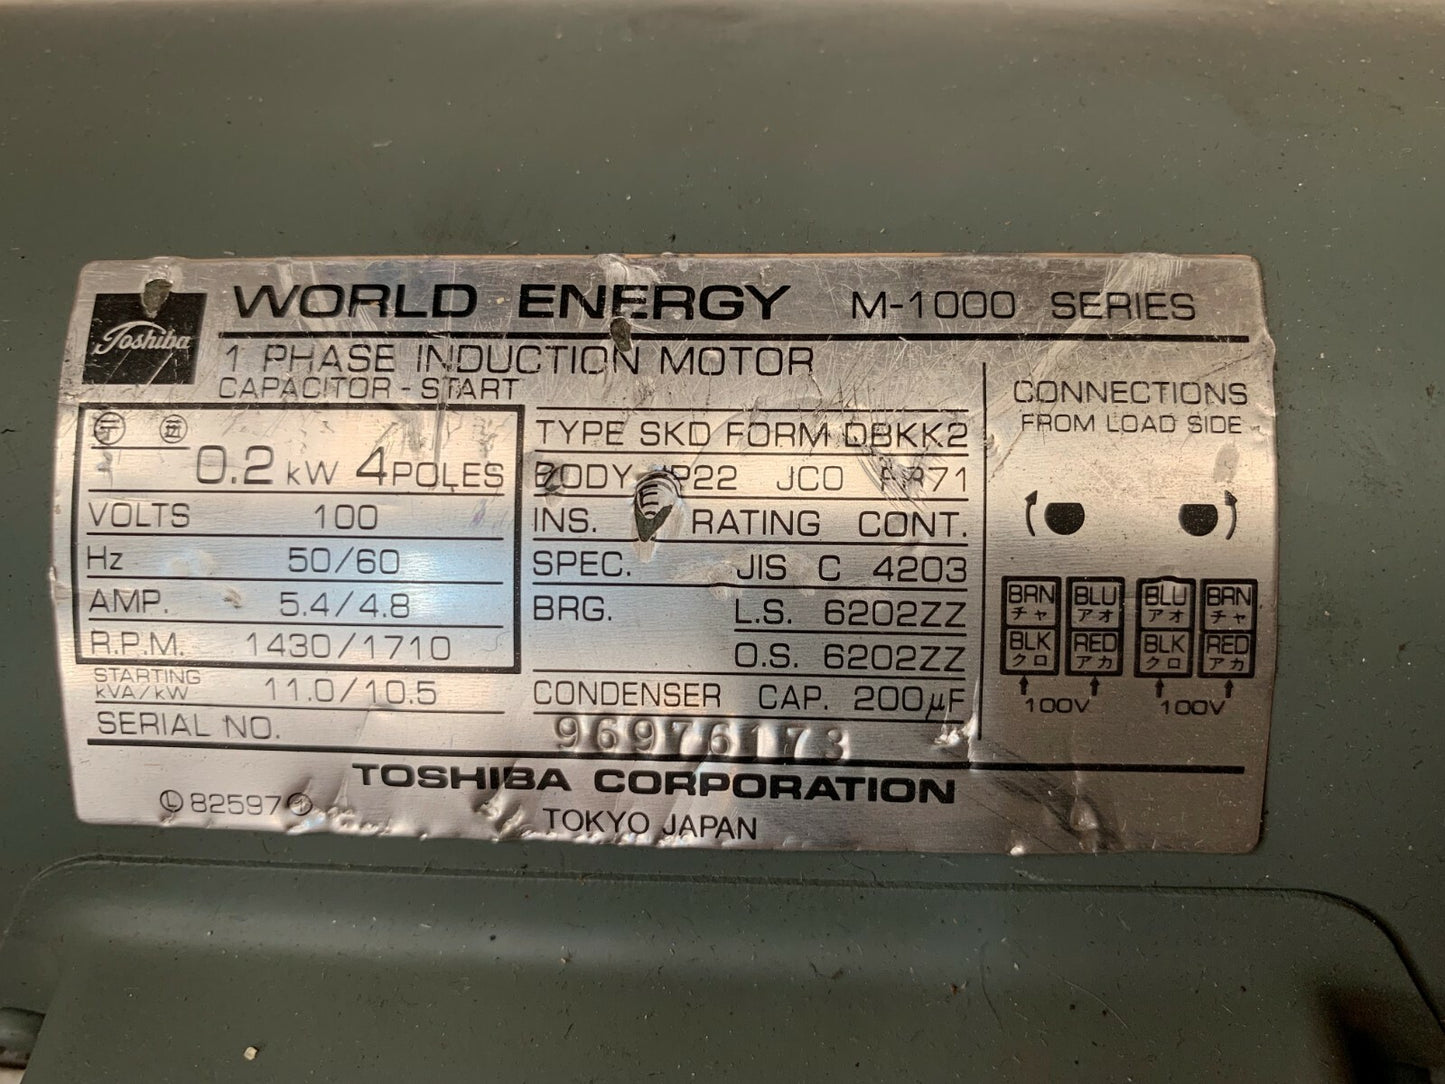 Toshiba
WORLD ENERGY M-1000 SERIES
1 PHASE INDUCTION MOTOR
CAPACITOR-START
0.2 kW 4POLES
VOLTS 100
Hz 50/60
AMP. 5.4/4.8
R.P.M. 1430/1710
STARTING kVA/kW 11.0/10.5
SERIAL NO. 96976173
TYPE SKD FORM DBKK2
BODY JP22 JC0
INS. E RATING CONT.
SPEC. JIS C 4203
BRG. L.S. 6202ZZ
O.S. 6202ZZ
CONDENSER CAP. 200μF
CONNECTIONS
FROM LOAD SIDE
BRN BLU BLU BRN
チャ アオ アオ チャ
BLK RED BLK RED
クロ アカ クロ アカ
100V 100V
TOSHIBA CORPORATION
Ⓛ82597
TOKYO JAPAN